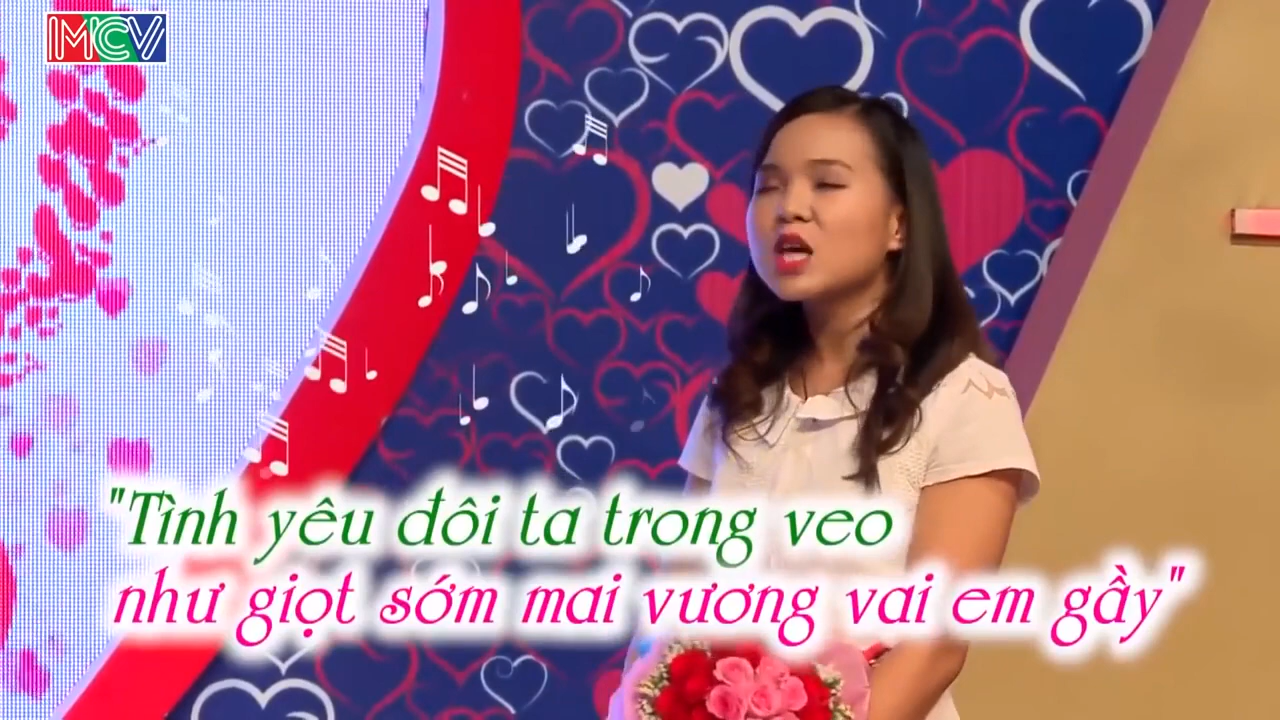 MCV
"Tình yêu đôi ta trong veo
như giọt sớm mai vương vai em gầy"